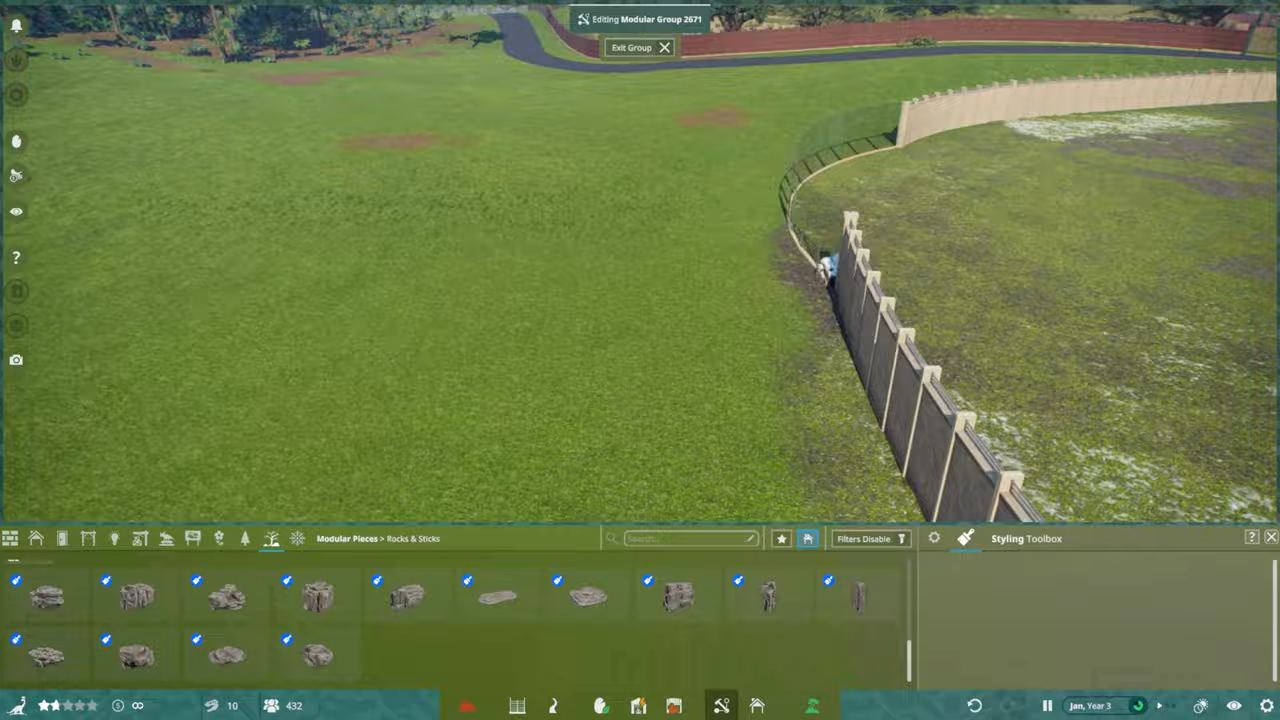 Editing Modular Group 2671
Exit Group
?
Modular Pieces > Rocks & Sticks
Search...
Filters Disable
Styling Toolbox
?
∞
10
432
Jan, Year 3